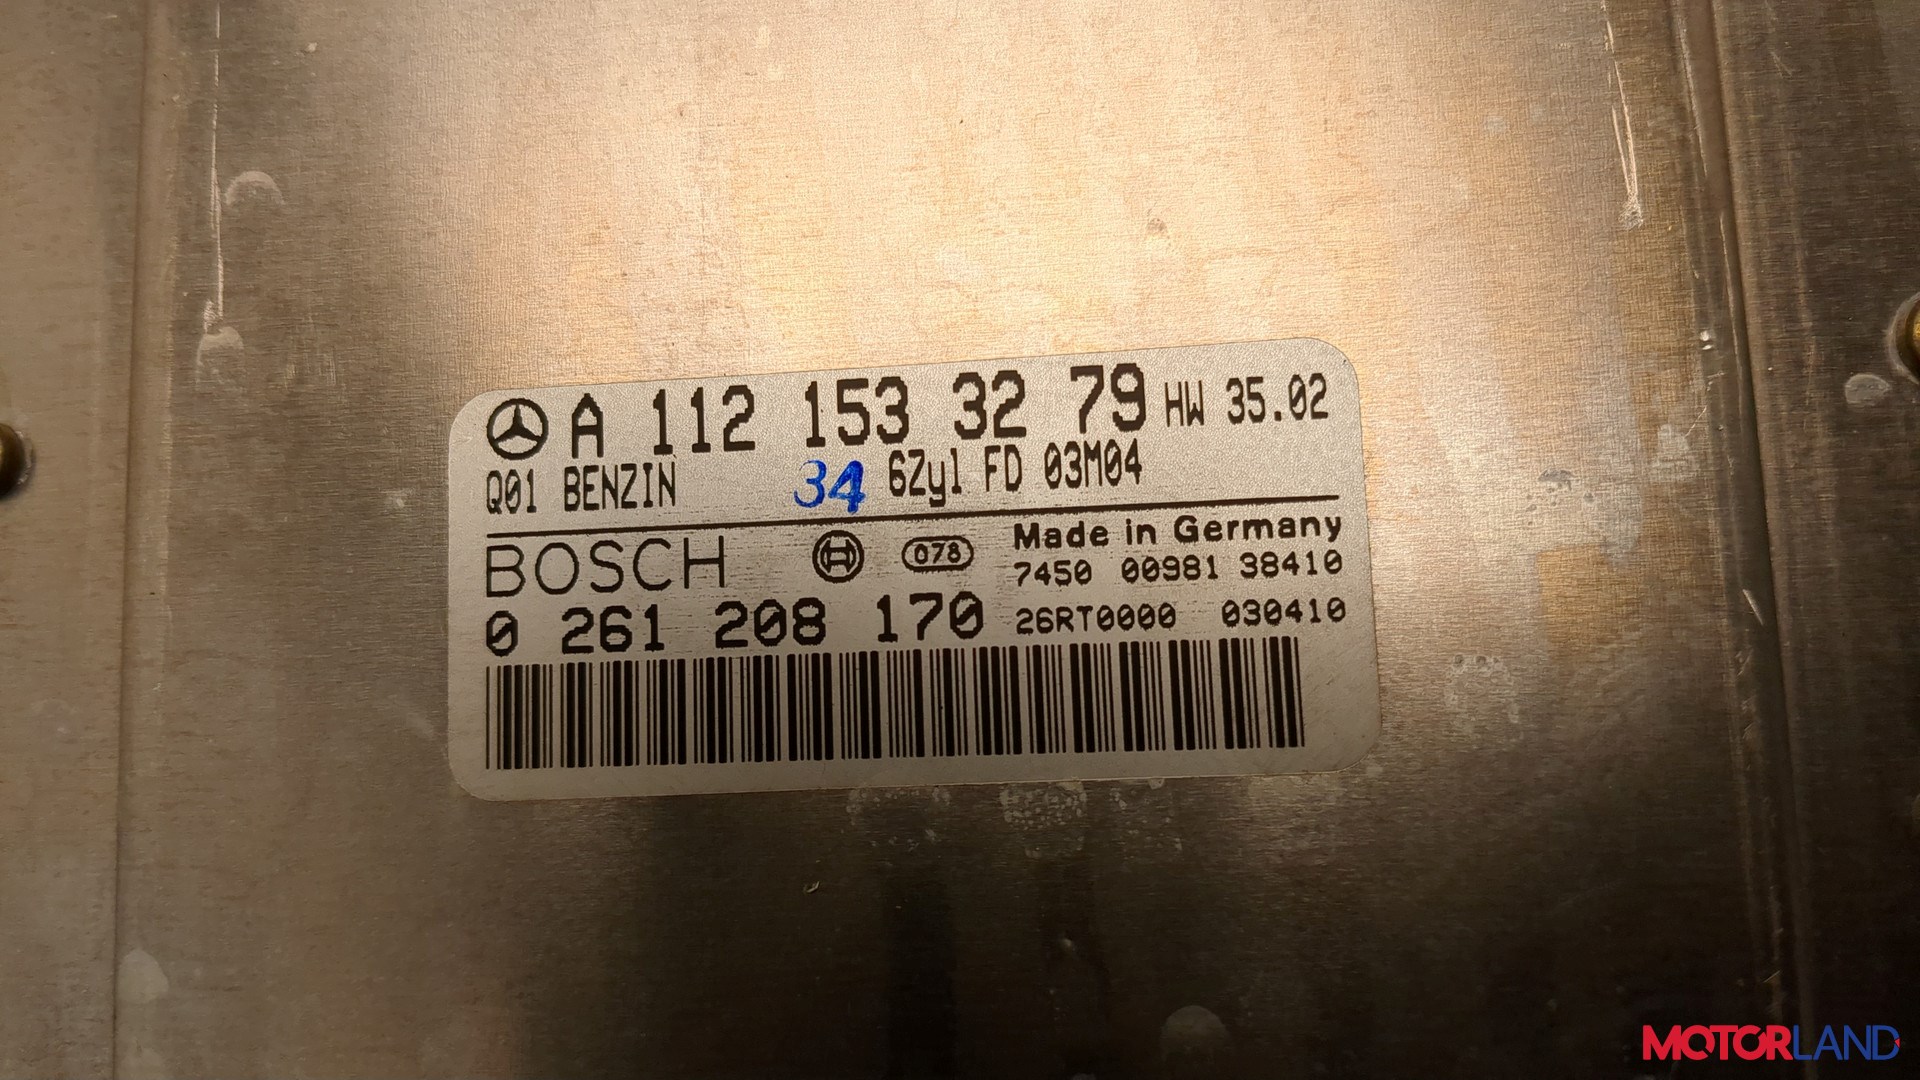 A 112 153 32 79 HW 35.02
Q01 BENZIN 34 6Zyl FD 03M04
BOSCH 078 Made in Germany
7450 00981 38410
0 261 208 170 26RT0000 030410
MOTORLAND